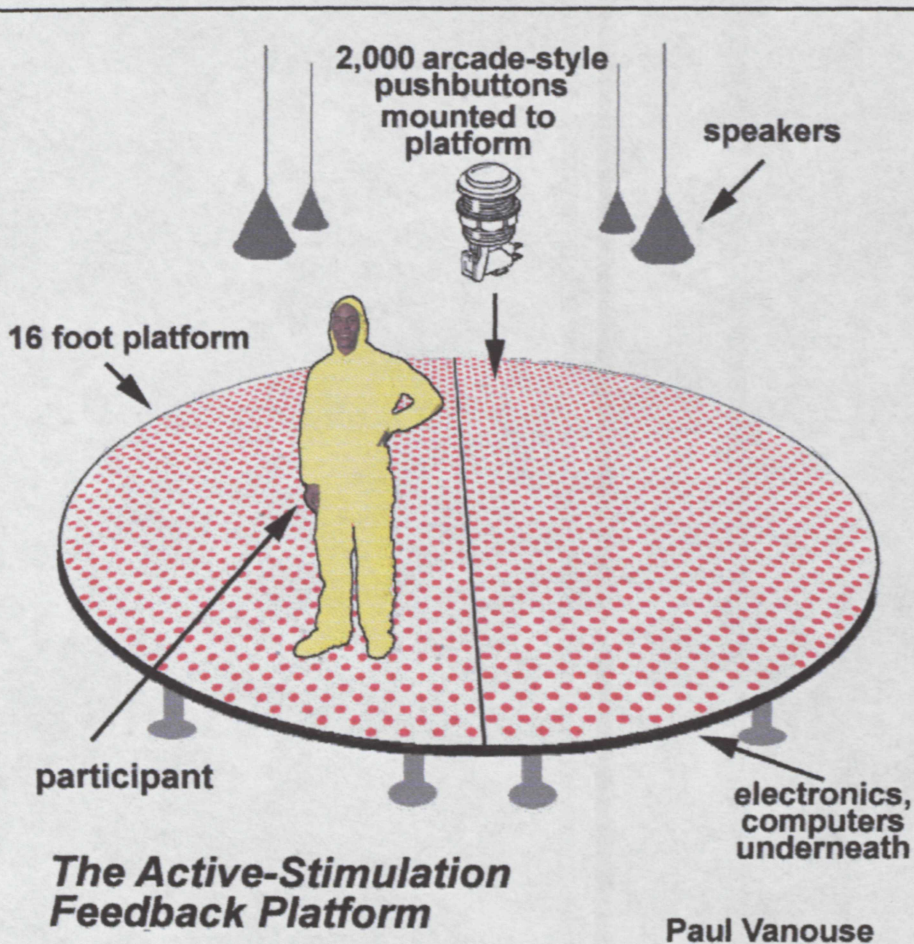 2,000 arcade-style
pushbuttons
mounted to
platform
speakers
16 foot platform
participant
electronics,
computers
underneath
The Active-Stimulation
Feedback Platform
Paul Vanouse